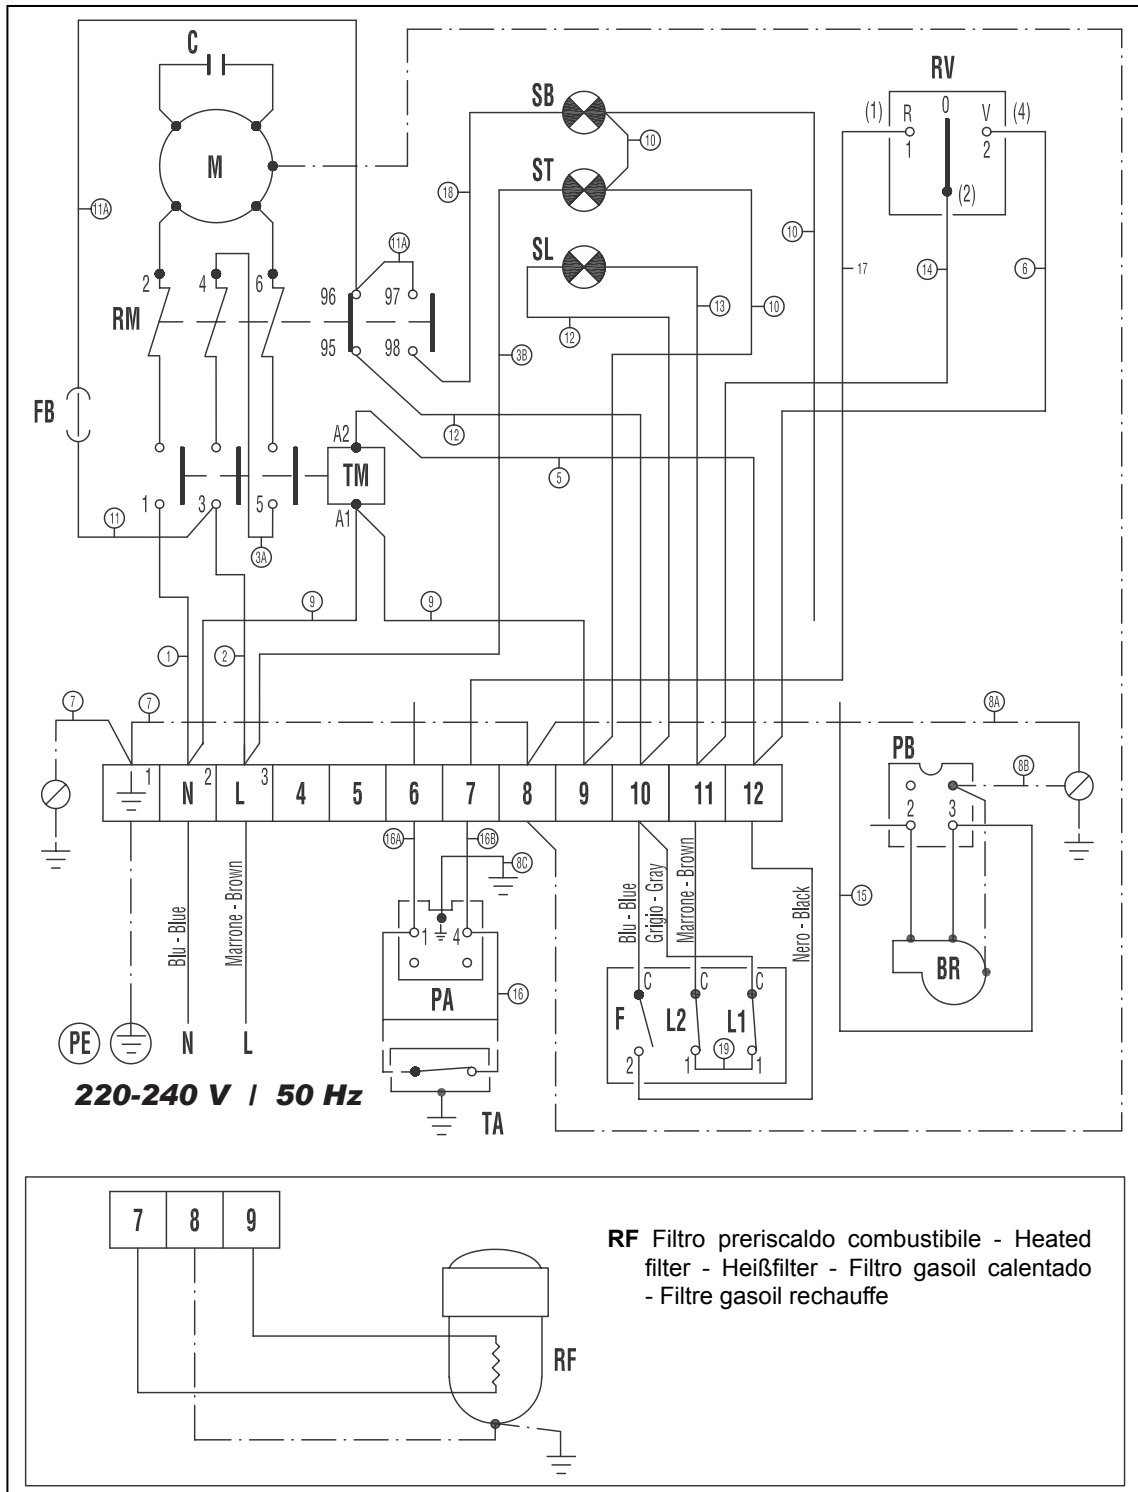 C
RV
(1) R 0 V (4)
1 2
(2)
SB
10
ST
M
18
11A
11A
10
SL
17
14
6
2 4 6
96 97
13
10
RM
12
95 98
3B
FB
A2
12
TM
5
1 3 5
A1
11
3A
9
9
1
2
7
7
8A
PB
8B
1 N 2 L 3 4 5 6 7 8 9 10 11 12
2 3
16A
16B
8C
Blu - Blue
Marrone - Brown
Blu - Blue
Grigio - Gray
Marrone - Brown
Nero - Black
15
1 4
BR
PA
16
C C C
F L2 L1
19
2 1 1
PE N L
220-240 V / 50 Hz
TA
7 8 9
RF Filtro preriscaldo combustibile - Heated
filter - Heißfilter - Filtro gasoil calentado
- Filtre gasoil rechauffe
RF